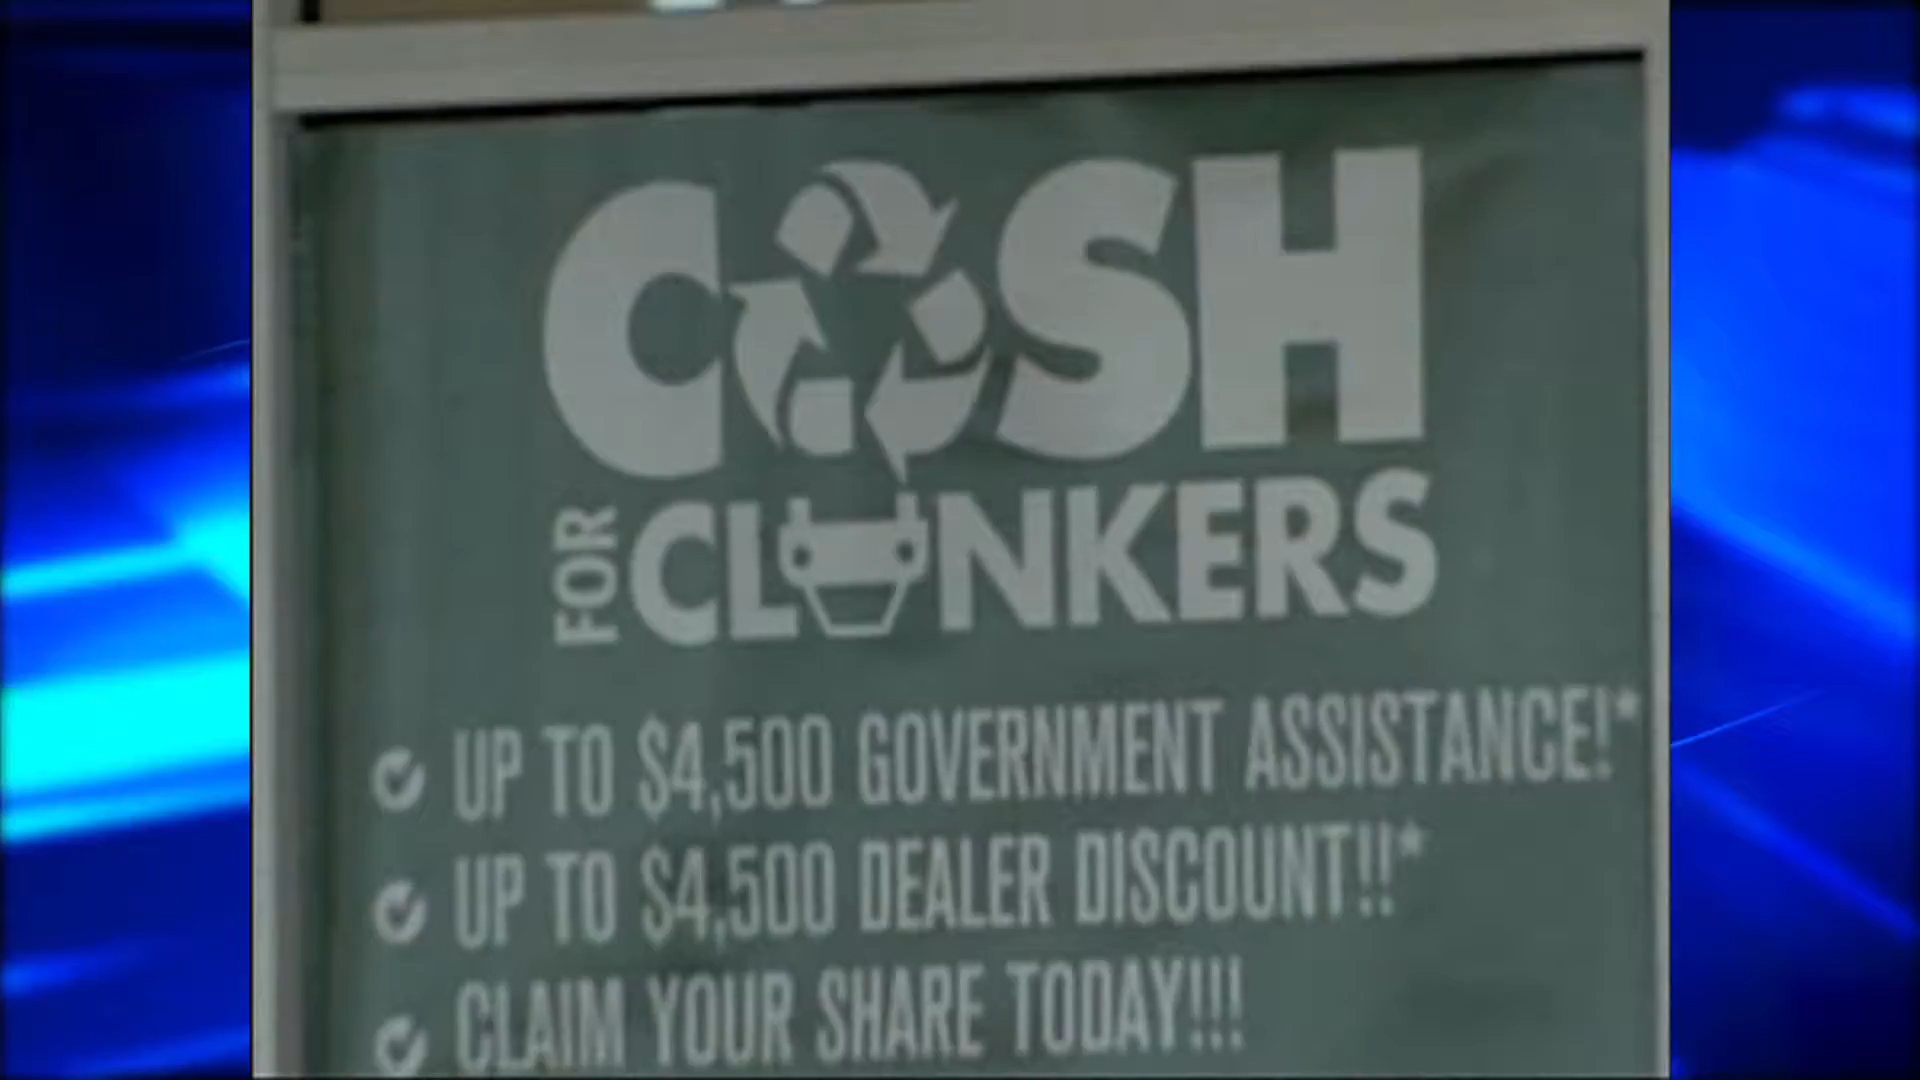 CASH
FOR CLUNKERS
UP TO $4,500 GOVERNMENT ASSISTANCE!*
UP TO $4,500 DEALER DISCOUNT!!*
CLAIM YOUR SHARE TODAY!!!